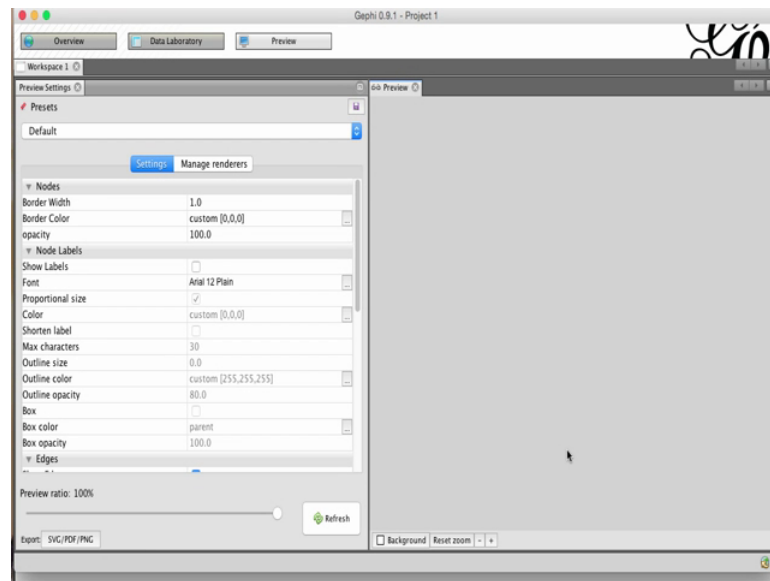 Gephi 0.9.1 - Project 1
Overview Data Laboratory Preview
Workspace 1
Preview Settings
Presets
Default
Settings Manage renderers
Nodes
Border Width 1.0
Border Color custom [0,0,0] ...
opacity 100.0
Node Labels
Show Labels
Font Arial 12 Plain ...
Proportional size
Color custom [0,0,0] ...
Shorten label
Max characters 30
Outline size 0.0
Outline color custom [255,255,255] ...
Outline opacity 80.0
Box
Box color parent ...
Box opacity 100.0
Edges
Preview ratio: 100%
Refresh
Export: SVG/PDF/PNG
Preview
Background Reset zoom - +